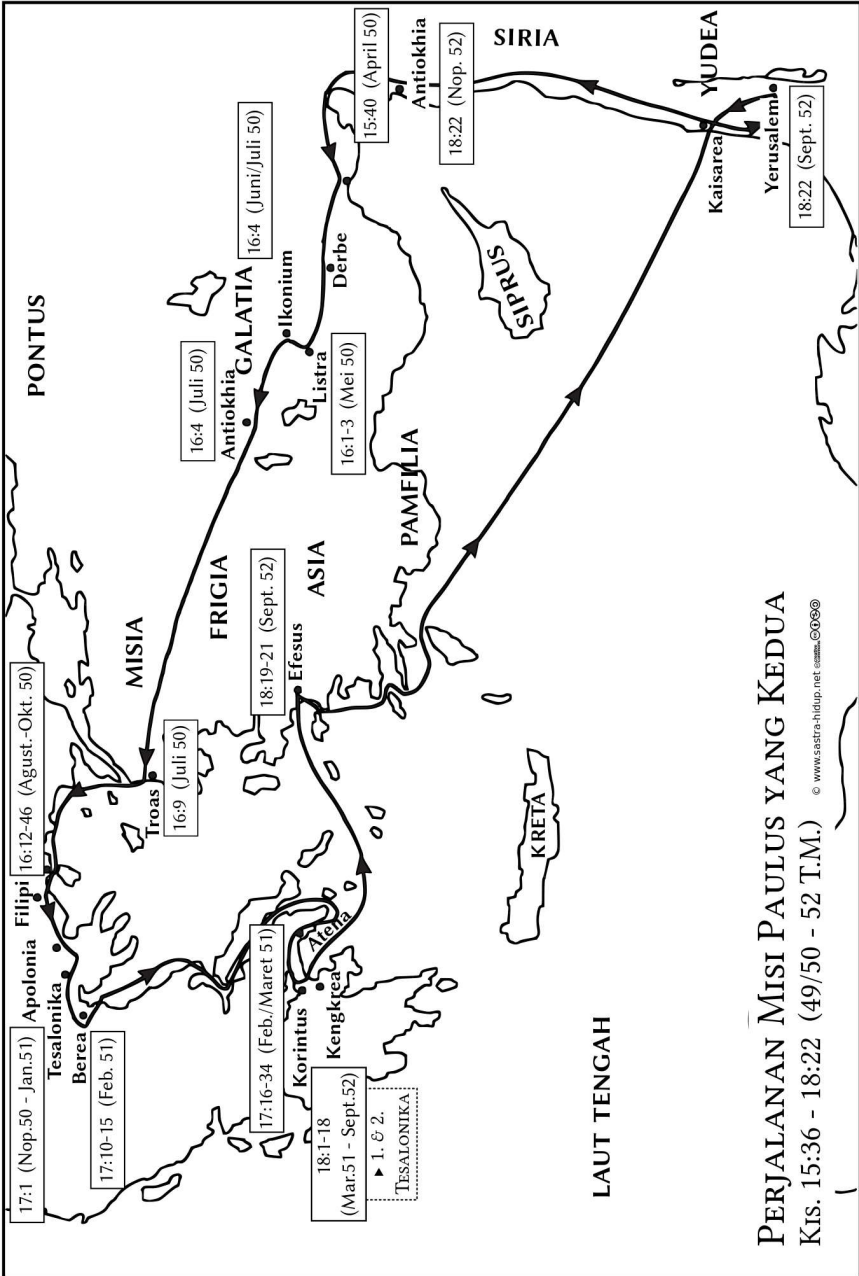 PONTUS
GALATIA
SIRIA
YUDEA
MISIA
FRIGIA
ASIA
PAMFILIA
SIPRUS
KRETA
LAUT TENGAH
15:40 (April 50)
Antiokhia
18:22 (Nop. 52)
16:4 (Juni/Juli 50)
Derbe
Ikonium
Listra
16:1-3 (Mei 50)
16:4 (Juli 50)
Antiokhia
Troas
16:9 (Juli 50)
16:12-46 (Agust.-Okt. 50)
Filipi
Apolonia
Tesalonika
17:1 (Nop.50 - Jan.51)
Berea
17:10-15 (Feb. 51)
Atena
17:16-34 (Feb./Maret 51)
Korintus
Kengkrea
18:1-18
(Mar.51 - Sept.52)
▸ 1. & 2.
TESALONIKA
18:19-21 (Sept. 52)
Efesus
Kaisarea
Yerusalem
18:22 (Sept. 52)
PERJALANAN MISI PAULUS YANG KEDUA
KIS. 15:36 - 18:22 (49/50 - 52 T.M.)
© www.sastra-hidup.net